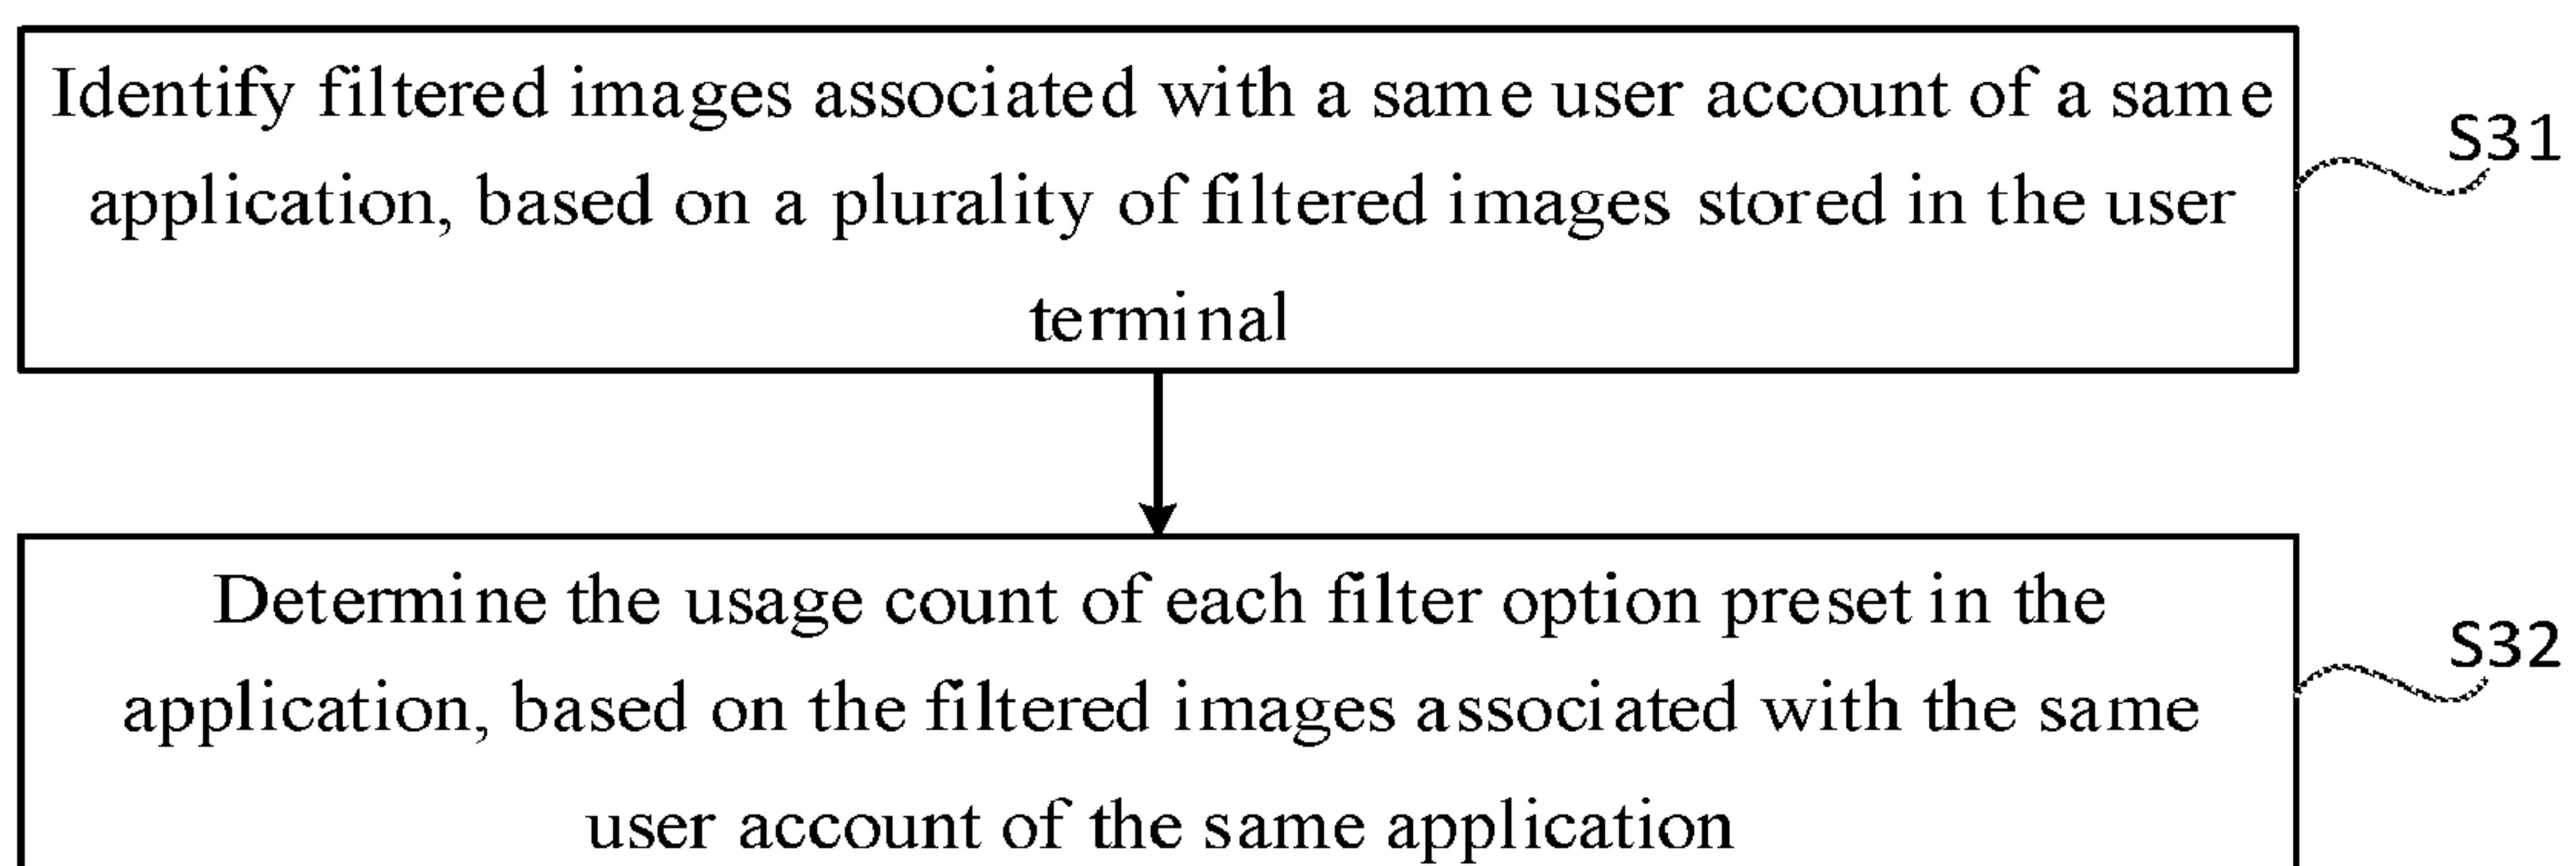 Identify filtered images associated with a same user account of a same
application, based on a plurality of filtered images stored in the user
terminal
S31
Determine the usage count of each filter option preset in the
application, based on the filtered images associated with the same
user account of the same application
S32